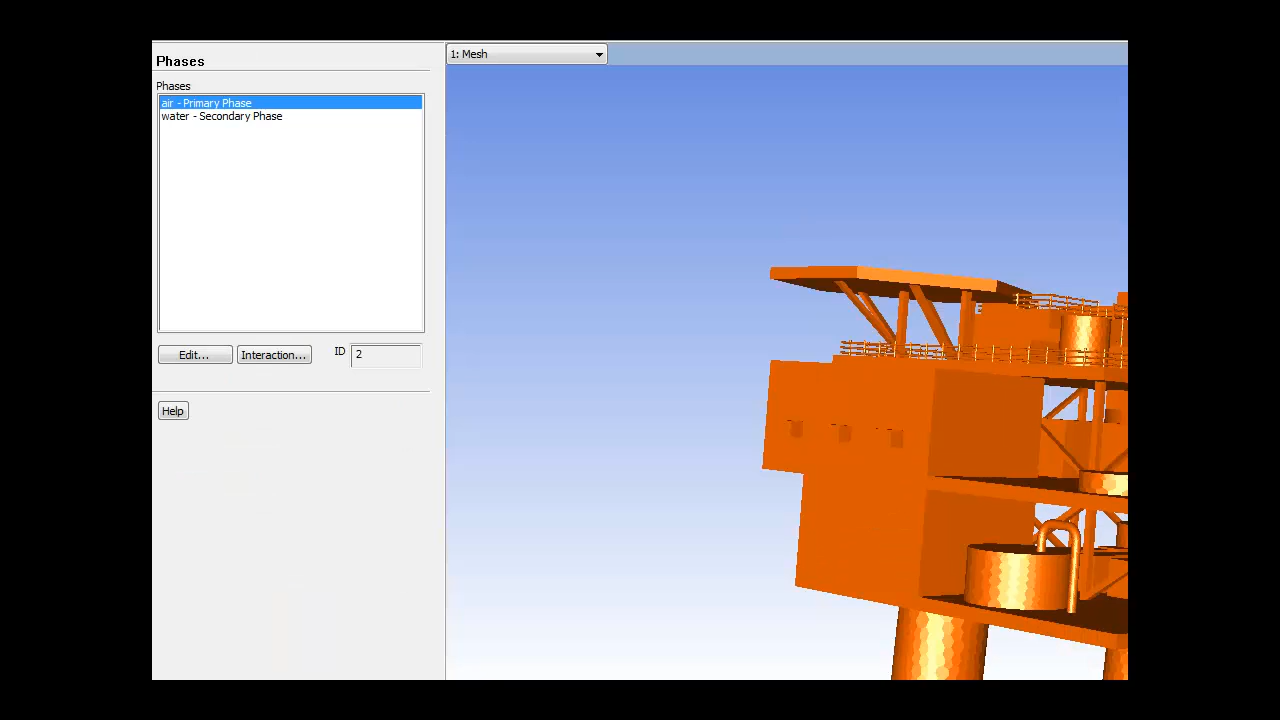 Phases
1: Mesh
Phases
air - Primary Phase
water - Secondary Phase
Edit...
Interaction...
ID
2
Help